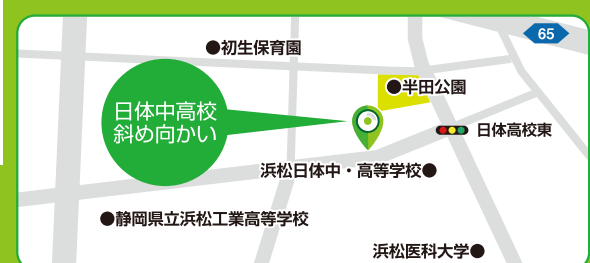 65
●初生保育園
●半田公園
日体中高校
斜め向かい
日体高校東
浜松日体中・高等学校●
●静岡県立浜松工業高等学校
浜松医科大学●